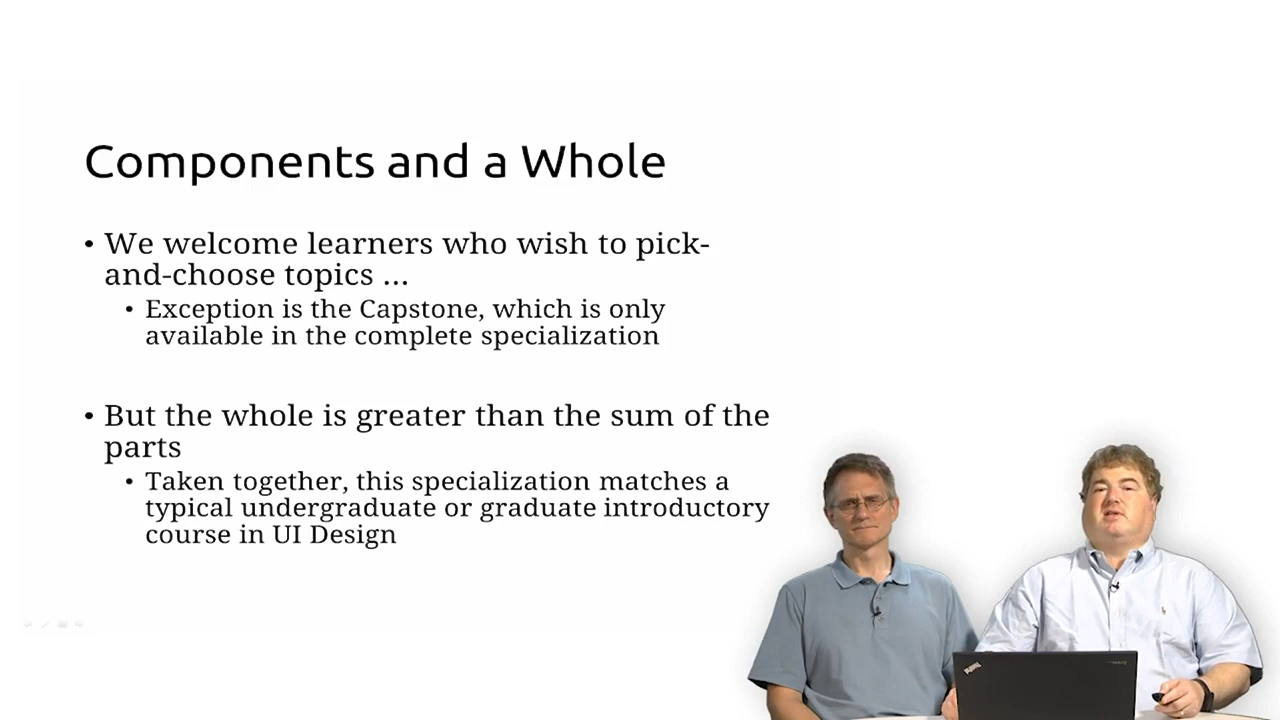 Components and a Whole
• We welcome learners who wish to pick-
and-choose topics ...
• Exception is the Capstone, which is only
available in the complete specialization
• But the whole is greater than the sum of the
parts
• Taken together, this specialization matches a
typical undergraduate or graduate introductory
course in UI Design
ThinkPad